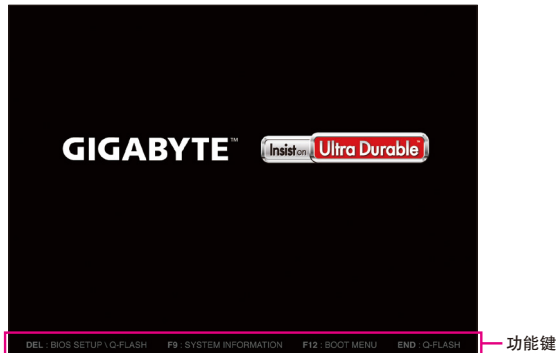 GIGABYTE™ Insist on Ultra Durable™
DEL : BIOS SETUP \ Q-FLASH F9 : SYSTEM INFORMATION F12 : BOOT MENU END : Q-FLASH
功能键